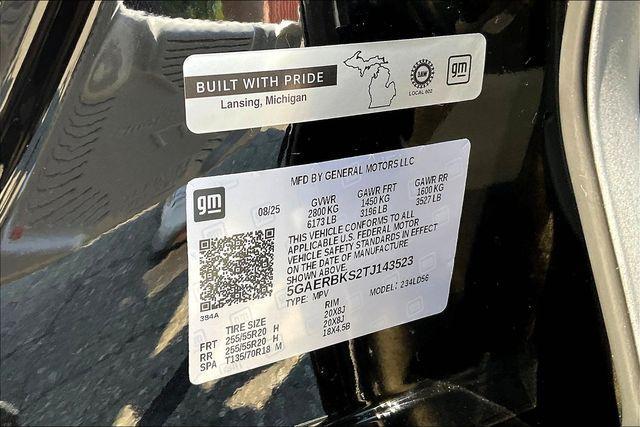 BUILT WITH PRIDE
Lansing, Michigan
UAW
LOCAL 602
gm
MFD BY GENERAL MOTORS LLC
gm
08/25
GVWR
2800 KG
6173 LB
GAWR FRT
1450 KG
3196 LB
GAWR RR
1600 KG
3527 LB
THIS VEHICLE CONFORMS TO ALL
APPLICABLE U.S. FEDERAL MOTOR
VEHICLE SAFETY STANDARDS IN EFFECT
ON THE DATE OF MANUFACTURE
SHOWN ABOVE.
5GAERBKS2TJ143523
TYPE: MPV MODEL: 234LD56
384A
TIRE SIZE RIM
FRT 255/55R20 H 20X8J
RR 255/55R20 H 20X8J
SPA T135/70R18 M 18X4.5B